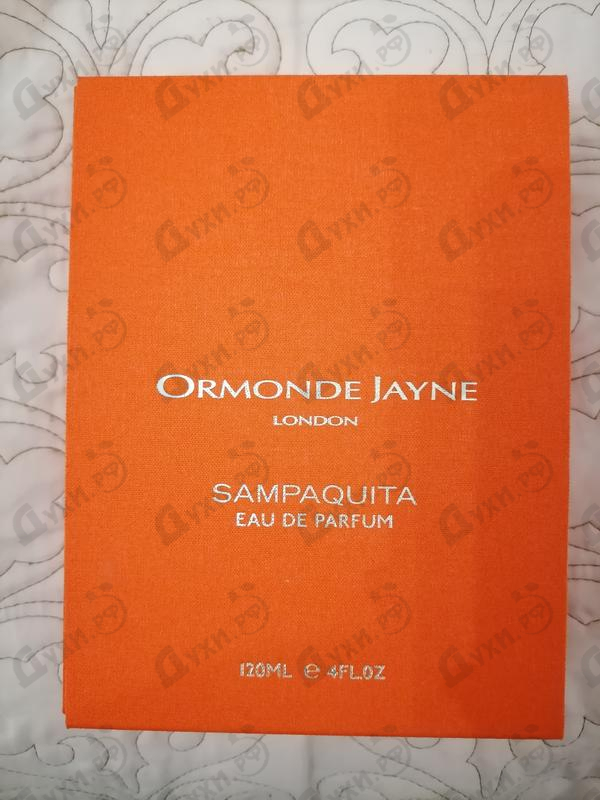 ORMONDE JAYNE
LONDON
SAMPAQUITA
EAU DE PARFUM
120ML ℮ 4FL.OZ
Духи.рф